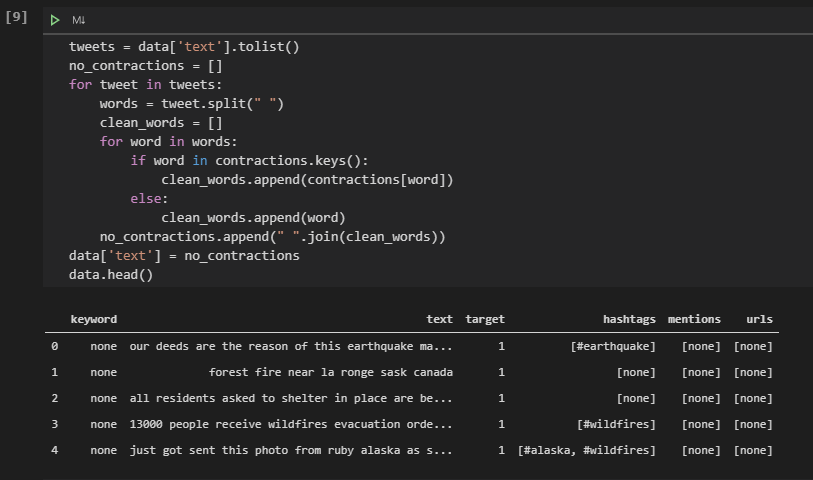 [9]
M↓
tweets = data['text'].tolist()
no_contractions = []
for tweet in tweets:
    words = tweet.split(" ")
    clean_words = []
    for word in words:
        if word in contractions.keys():
            clean_words.append(contractions[word])
        else:
            clean_words.append(word)
    no_contractions.append(" ".join(clean_words))
data['text'] = no_contractions
data.head()
keyword text target hashtags mentions urls
0 none our deeds are the reason of this earthquake ma... 1 [#earthquake] [none] [none]
1 none forest fire near la ronge sask canada 1 [none] [none] [none]
2 none all residents asked to shelter in place are be... 1 [none] [none] [none]
3 none 13000 people receive wildfires evacuation orde... 1 [#wildfires] [none] [none]
4 none just got sent this photo from ruby alaska as s... 1 [#alaska, #wildfires] [none] [none]